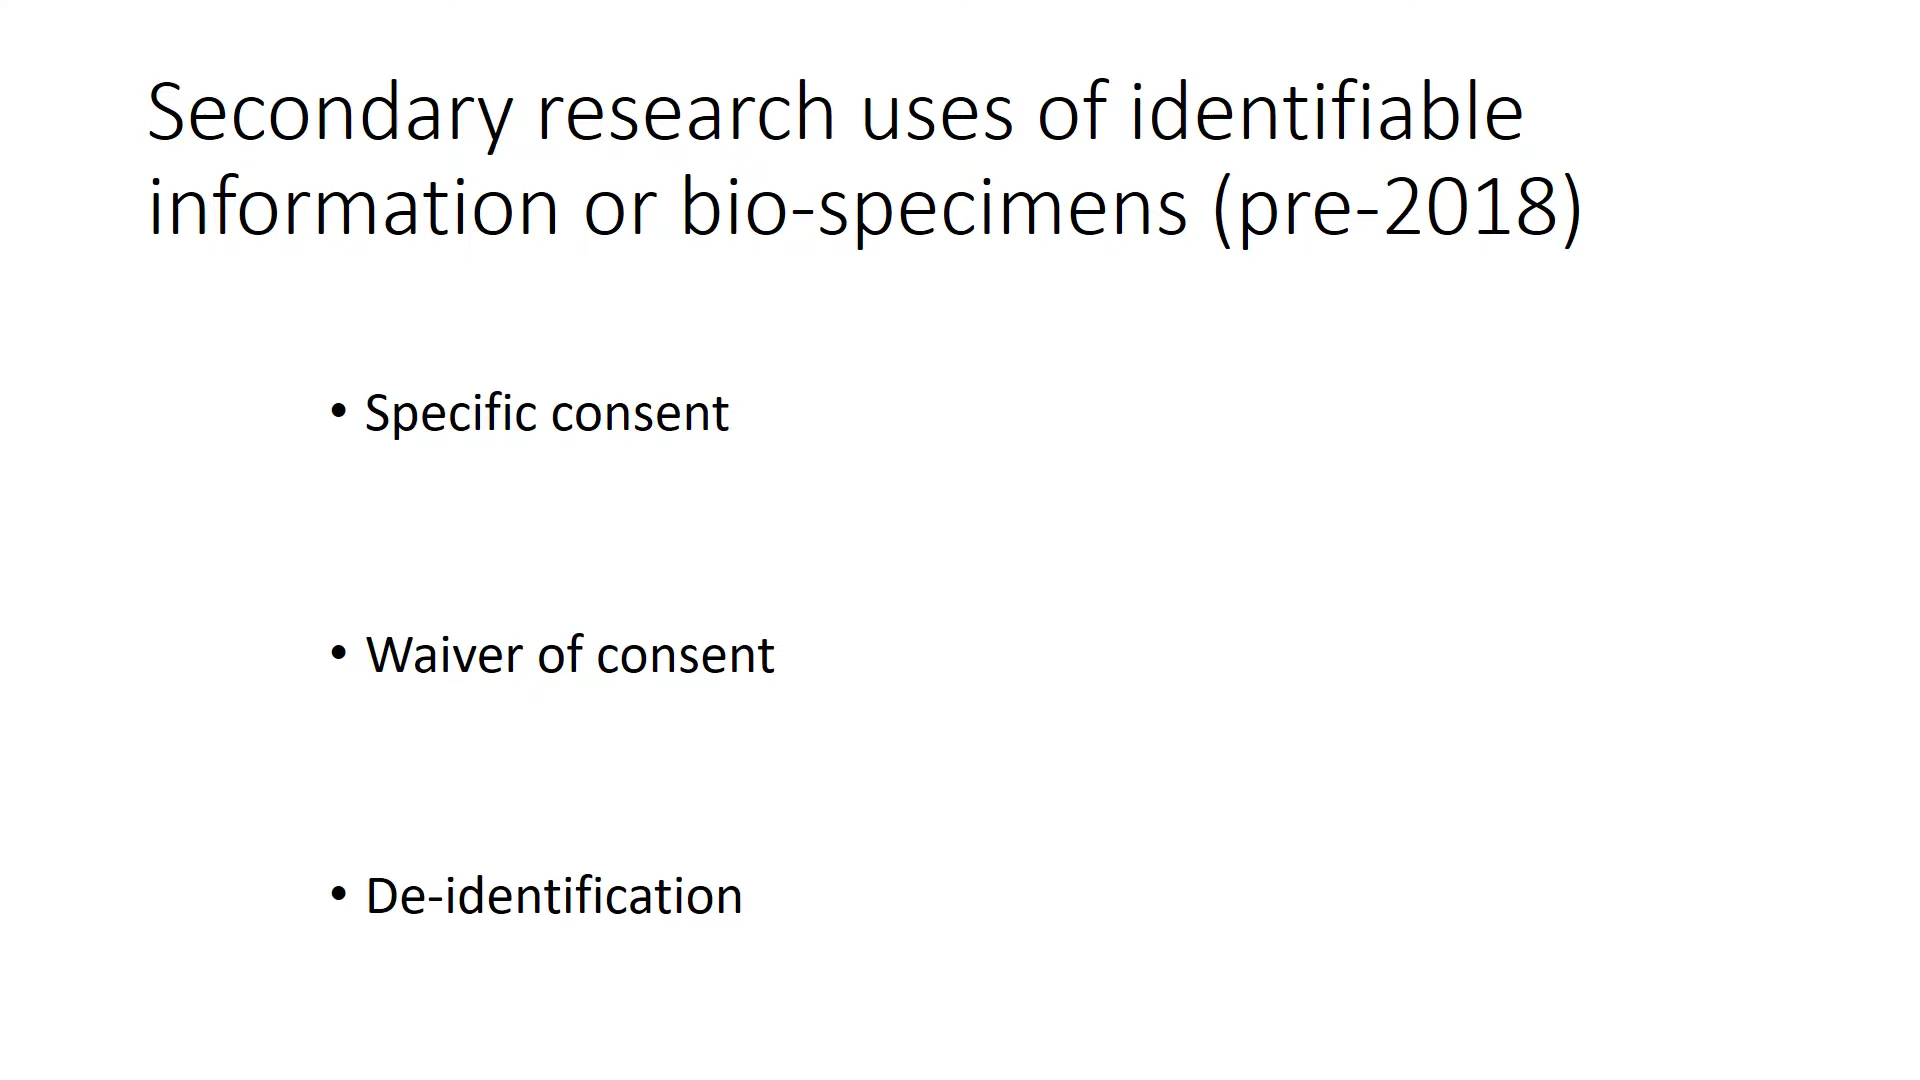 Secondary research uses of identifiable
information or bio-specimens (pre-2018)
• Specific consent
• Waiver of consent
• De-identification